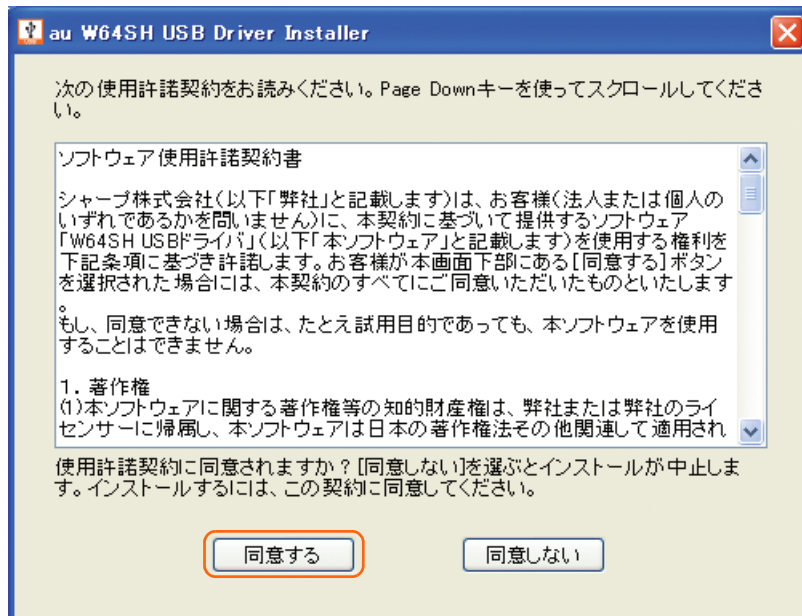 au W64SH USB Driver Installer
次の使用許諾契約をお読みください。Page Downキーを使ってスクロールしてくださ
い。
ソフトウェア使用許諾契約書
シャープ株式会社(以下「弊社」と記載します)は、お客様(法人または個人の
いずれであるかを問いません)に、本契約に基づいて提供するソフトウェア
「W64SH USBドライバ」(以下「本ソフトウェア」と記載します)を使用する権利を
下記条項に基づき許諾します。お客様が本画面下部にある[同意する]ボタン
を選択された場合には、本契約のすべてにご同意いただいたものといたします
。
もし、同意できない場合は、たとえ試用目的であっても、本ソフトウェアを使用
することはできません。
1. 著作権
(1)本ソフトウェアに関する著作権等の知的財産権は、弊社または弊社のライ
センサーに帰属し、本ソフトウェアは日本の著作権法その他関連して適用され
使用許諾契約に同意されますか?[同意しない]を選ぶとインストールが中止しま
す。インストールするには、この契約に同意してください。
同意する
同意しない